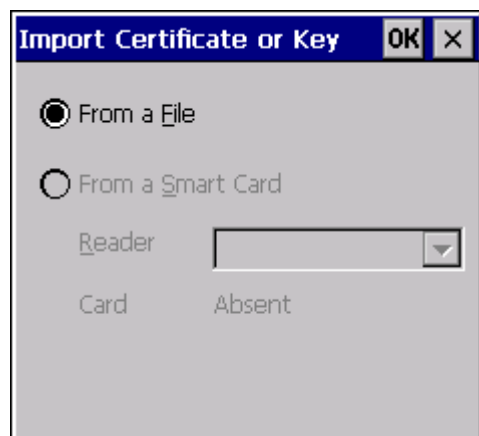 Import Certificate or Key OK ×
From a File
From a Smart Card
Reader
Card Absent